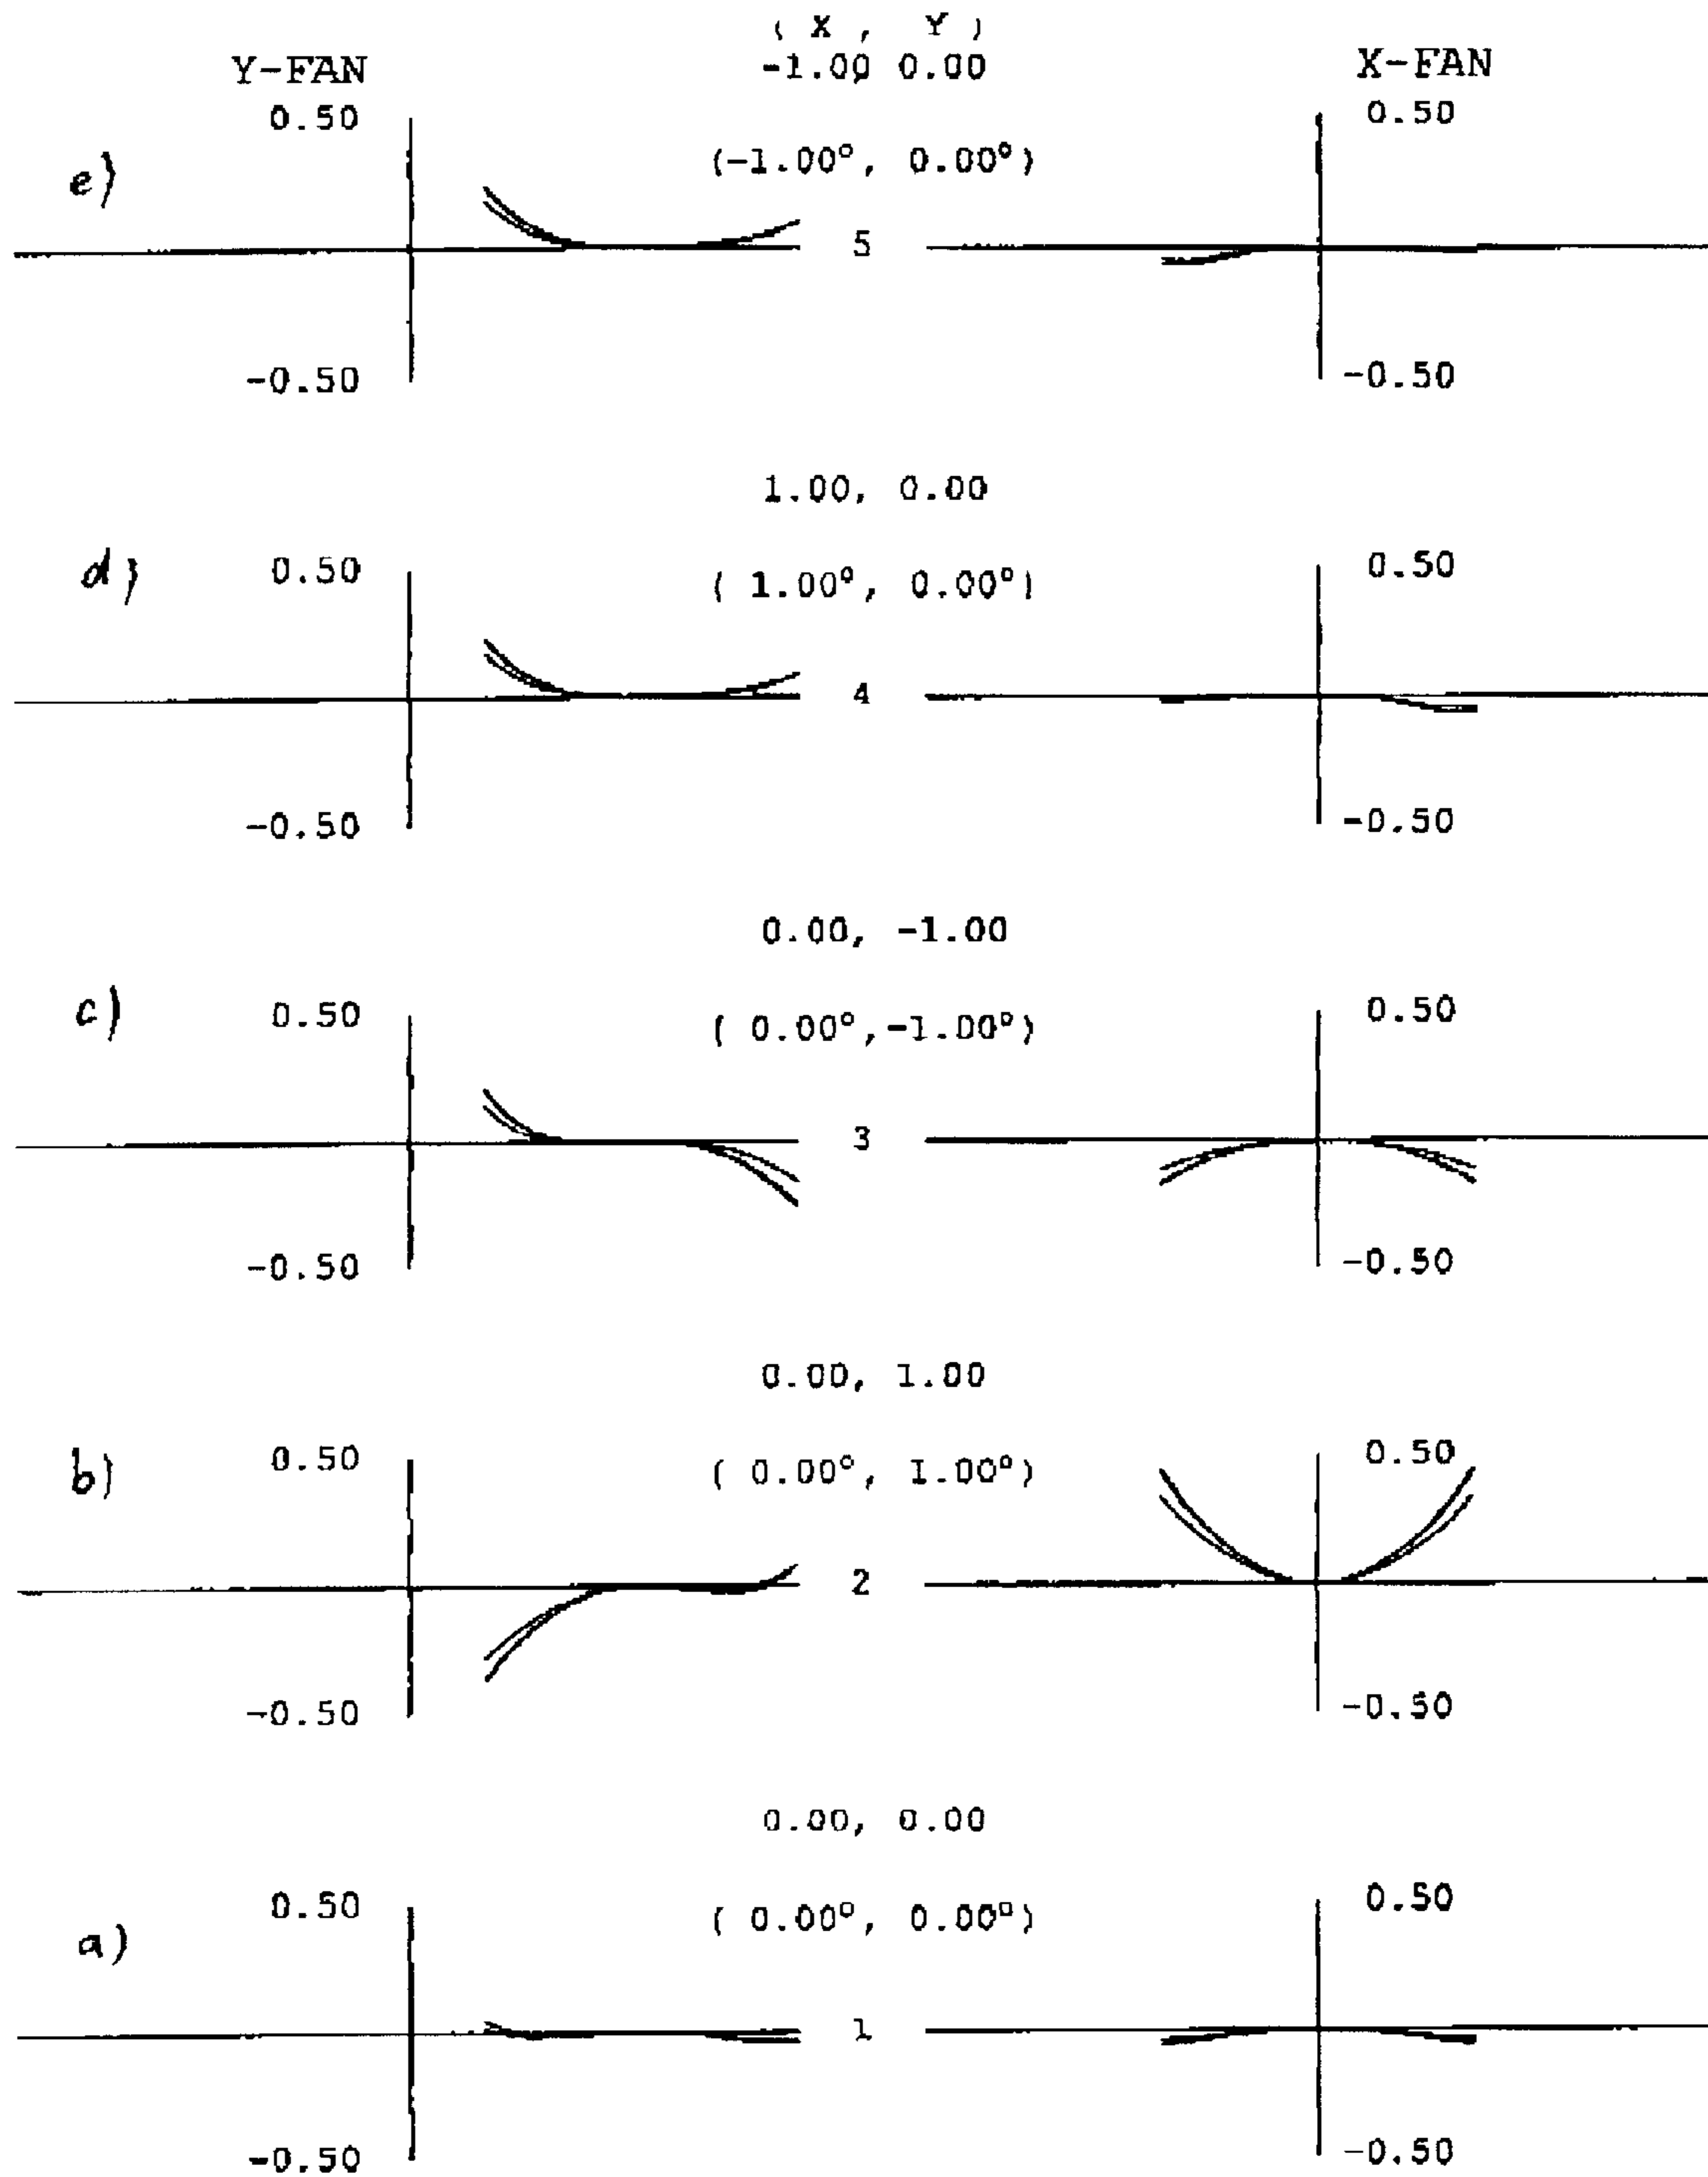 ( X , Y )
Y-FAN -1.00 0.00 X-FAN
0.50 0.50
e) (-1.00°, 0.00°)
5
-0.50 -0.50
1.00, 0.00
d) 0.50 ( 1.00°, 0.00°) 0.50
4
-0.50 -0.50
0.00, -1.00
c) 0.50 ( 0.00°,-1.00°) 0.50
3
-0.50 -0.50
0.00, 1.00
b) 0.50 ( 0.00°, 1.00°) 0.50
2
-0.50 -0.50
0.00, 0.00
a) 0.50 ( 0.00°, 0.00°) 0.50
1
-0.50 -0.50